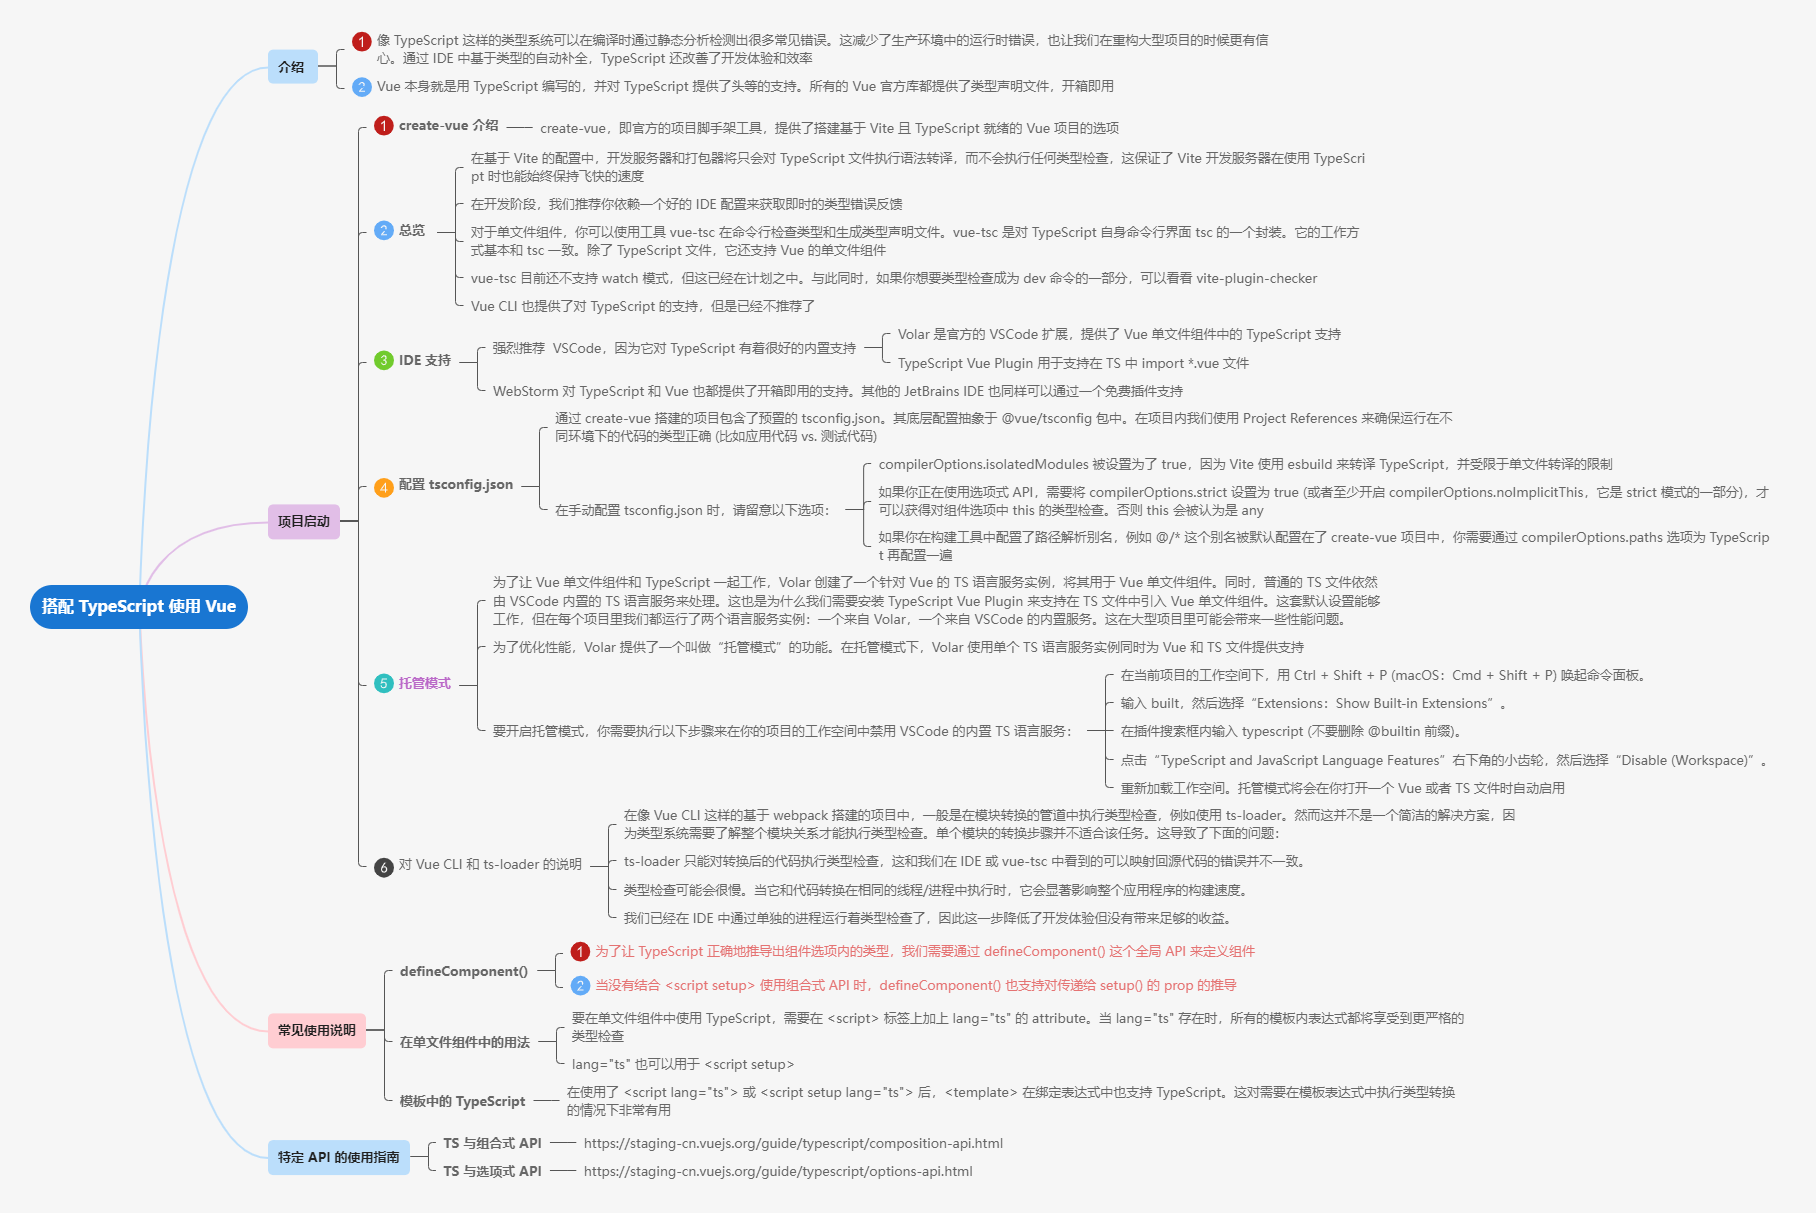 搭配 TypeScript 使用 Vue
介绍
1 像 TypeScript 这样的类型系统可以在编译时通过静态分析检测出很多常见错误。这减少了生产环境中的运行时错误，也让我们在重构大型项目的时候更有信
心。通过 IDE 中基于类型的自动补全，TypeScript 还改善了开发体验和效率
2 Vue 本身就是用 TypeScript 编写的，并对 TypeScript 提供了头等的支持。所有的 Vue 官方库都提供了类型声明文件，开箱即用
项目启动
1 create-vue 介绍
create-vue，即官方的项目脚手架工具，提供了搭建基于 Vite 且 TypeScript 就绪的 Vue 项目的选项
2 总览
在基于 Vite 的配置中，开发服务器和打包器将只会对 TypeScript 文件执行语法转译，而不会执行任何类型检查，这保证了 Vite 开发服务器在使用 TypeScri
pt 时也能始终保持飞快的速度
在开发阶段，我们推荐你依赖一个好的 IDE 配置来获取即时的类型错误反馈
对于单文件组件，你可以使用工具 vue-tsc 在命令行检查类型和生成类型声明文件。vue-tsc 是对 TypeScript 自身命令行界面 tsc 的一个封装。它的工作方
式基本和 tsc 一致。除了 TypeScript 文件，它还支持 Vue 的单文件组件
vue-tsc 目前还不支持 watch 模式，但这已经在计划之中。与此同时，如果你想要类型检查成为 dev 命令的一部分，可以看看 vite-plugin-checker
Vue CLI 也提供了对 TypeScript 的支持，但是已经不推荐了
3 IDE 支持
强烈推荐 VSCode，因为它对 TypeScript 有着很好的内置支持
Volar 是官方的 VSCode 扩展，提供了 Vue 单文件组件中的 TypeScript 支持
TypeScript Vue Plugin 用于支持在 TS 中 import *.vue 文件
WebStorm 对 TypeScript 和 Vue 也都提供了开箱即用的支持。其他的 JetBrains IDE 也同样可以通过一个免费插件支持
4 配置 tsconfig.json
通过 create-vue 搭建的项目包含了预置的 tsconfig.json。其底层配置抽象于 @vue/tsconfig 包中。在项目内我们使用 Project References 来确保运行在不
同环境下的代码的类型正确 (比如应用代码 vs. 测试代码)
在手动配置 tsconfig.json 时，请留意以下选项：
compilerOptions.isolatedModules 被设置为了 true，因为 Vite 使用 esbuild 来转译 TypeScript，并受限于单文件转译的限制
如果你正在使用选项式 API，需要将 compilerOptions.strict 设置为 true (或者至少开启 compilerOptions.noImplicitThis，它是 strict 模式的一部分)，才
可以获得对组件选项中 this 的类型检查。否则 this 会被认为是 any
如果你在构建工具中配置了路径解析别名，例如 @/* 这个别名被默认配置在了 create-vue 项目中，你需要通过 compilerOptions.paths 选项为 TypeScrip
t 再配置一遍
5 托管模式
为了让 Vue 单文件组件和 TypeScript 一起工作，Volar 创建了一个针对 Vue 的 TS 语言服务实例，将其用于 Vue 单文件组件。同时，普通的 TS 文件依然
由 VSCode 内置的 TS 语言服务来处理。这也是为什么我们需要安装 TypeScript Vue Plugin 来支持在 TS 文件中引入 Vue 单文件组件。这套默认设置能够
工作，但在每个项目里我们都运行了两个语言服务实例：一个来自 Volar，一个来自 VSCode 的内置服务。这在大型项目里可能会带来一些性能问题。
为了优化性能，Volar 提供了一个叫做“托管模式”的功能。在托管模式下，Volar 使用单个 TS 语言服务实例同时为 Vue 和 TS 文件提供支持
要开启托管模式，你需要执行以下步骤来在你的项目的工作空间中禁用 VSCode 的内置 TS 语言服务：
在当前项目的工作空间下，用 Ctrl + Shift + P (macOS：Cmd + Shift + P) 唤起命令面板。
输入 built，然后选择“Extensions：Show Built-in Extensions”。
在插件搜索框内输入 typescript (不要删除 @builtin 前缀)。
点击“TypeScript and JavaScript Language Features”右下角的小齿轮，然后选择“Disable (Workspace)”。
重新加载工作空间。托管模式将会在你打开一个 Vue 或者 TS 文件时自动启用
6 对 Vue CLI 和 ts-loader 的说明
在像 Vue CLI 这样的基于 webpack 搭建的项目中，一般是在模块转换的管道中执行类型检查，例如使用 ts-loader。然而这并不是一个简洁的解决方案，因
为类型系统需要了解整个模块关系才能执行类型检查。单个模块的转换步骤并不适合该任务。这导致了下面的问题：
ts-loader 只能对转换后的代码执行类型检查，这和我们在 IDE 或 vue-tsc 中看到的可以映射回源代码的错误并不一致。
类型检查可能会很慢。当它和代码转换在相同的线程/进程中执行时，它会显著影响整个应用程序的构建速度。
我们已经在 IDE 中通过单独的进程运行着类型检查了，因此这一步降低了开发体验但没有带来足够的收益。
常见使用说明
defineComponent()
1 为了让 TypeScript 正确地推导出组件选项内的类型，我们需要通过 defineComponent() 这个全局 API 来定义组件
2 当没有结合 <script setup> 使用组合式 API 时，defineComponent() 也支持对传递给 setup() 的 prop 的推导
在单文件组件中的用法
要在单文件组件中使用 TypeScript，需要在 <script> 标签上加上 lang="ts" 的 attribute。当 lang="ts" 存在时，所有的模板内表达式都将享受到更严格的
类型检查
lang="ts" 也可以用于 <script setup>
模板中的 TypeScript
在使用了 <script lang="ts"> 或 <script setup lang="ts"> 后，<template> 在绑定表达式中也支持 TypeScript。这对需要在模板表达式中执行类型转换
的情况下非常有用
特定 API 的使用指南
TS 与组合式 API
https://staging-cn.vuejs.org/guide/typescript/composition-api.html
TS 与选项式 API
https://staging-cn.vuejs.org/guide/typescript/options-api.html